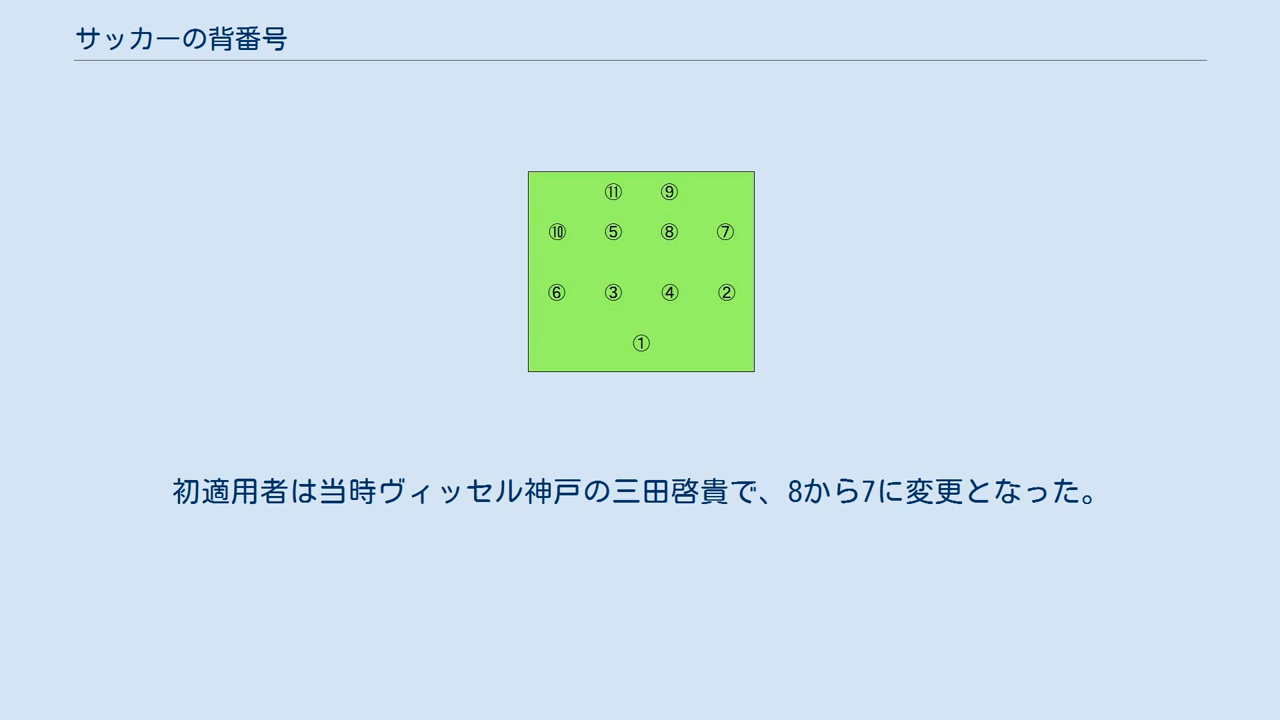 サッカーの背番号
⑪ ⑨
⑩ ⑤ ⑧ ⑦
⑥ ③ ④ ②
①
初適用者は当時ヴィッセル神戸の三田啓貴で、8から7に変更となった。